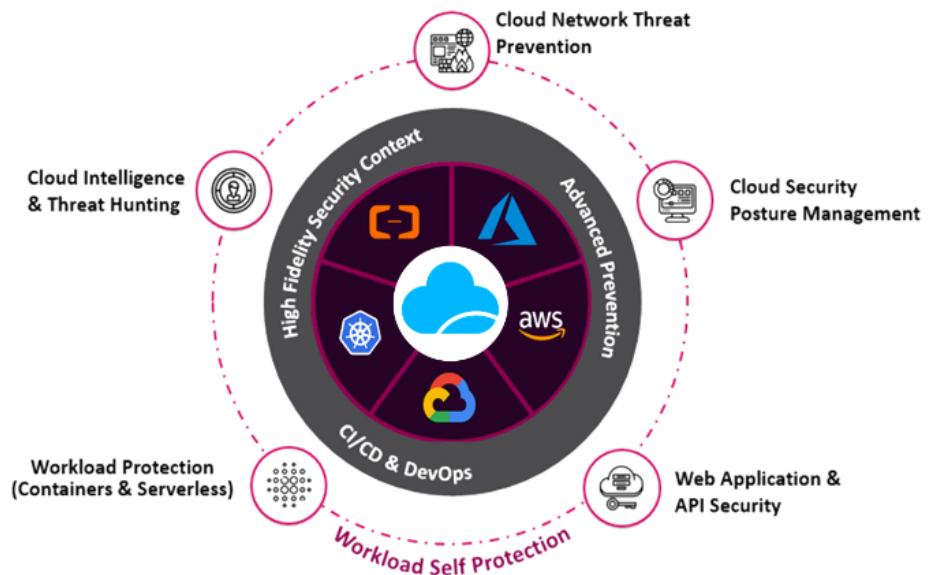 Cloud Network Threat
Prevention
Cloud Intelligence
& Threat Hunting
Cloud Security
Posture Management
High Fidelity Security Context
Advanced Prevention
aws
CI/CD & DevOps
Workload Protection
(Containers & Serverless)
Web Application &
API Security
Workload Self Protection